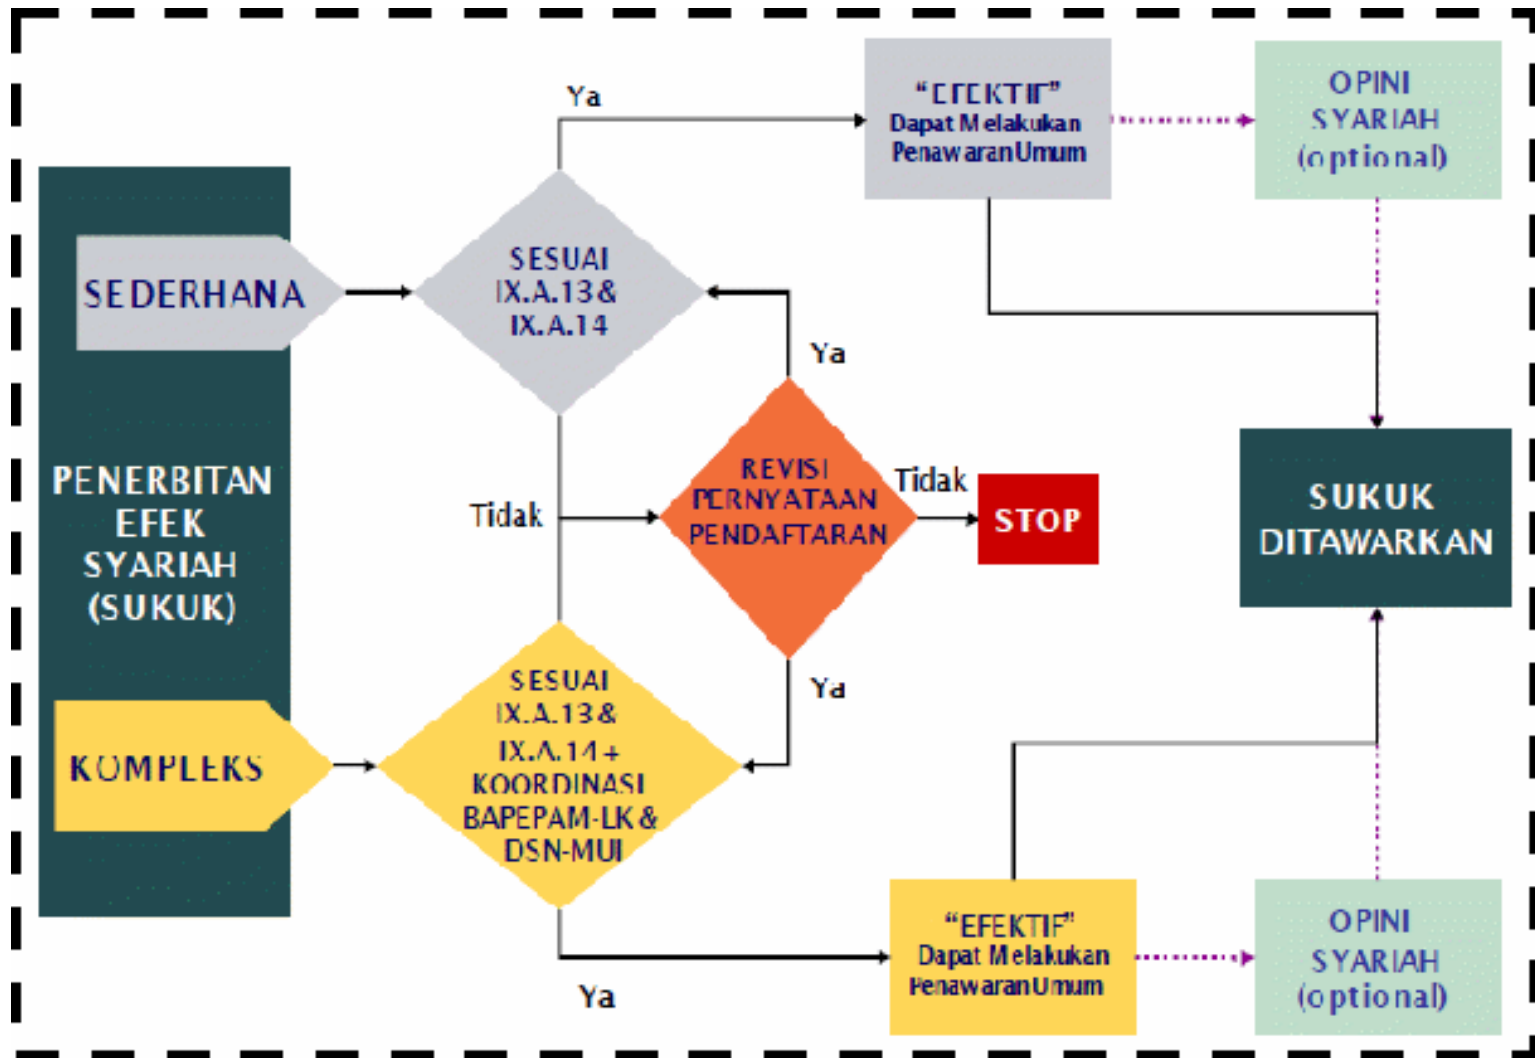 Ya
"EFEKTIF"
Dapat Melakukan
Penawaran Umum
OPINI
SYARIAH
(optional)
SEDERHANA
SESUAI
IX.A.13 &
IX.A.14
Ya
PENERBITAN
EFEK
SYARIAH
(SUKUK)
Tidak
REVISI
PERNYATAAN
PENDAFTARAN
Tidak
STOP
SUKUK
DITAWARKAN
Ya
KOMPLEKS
SESUAI
IX.A.13 &
IX.A.14 +
KOORDINASI
BAPEPAM-LK &
DSN-MUI
Ya
"EFEKTIF"
Dapat Melakukan
Penawaran Umum
OPINI
SYARIAH
(optional)